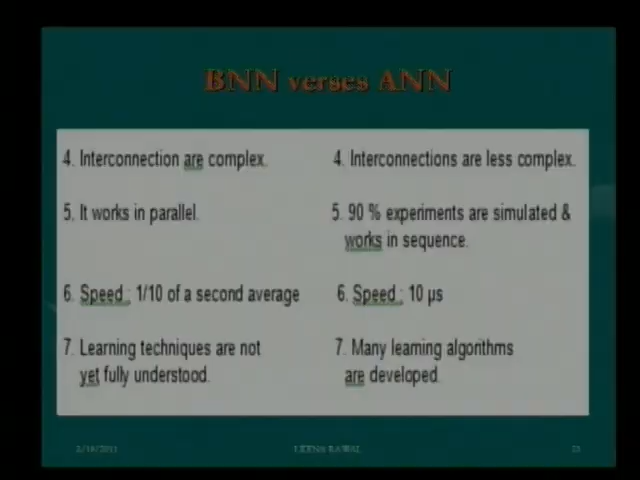 BNN verses ANN
4. Interconnection are complex.
4. Interconnections are less complex.
5. It works in parallel.
5. 90 % experiments are simulated &
works in sequence.
6. Speed : 1/10 of a second average
6. Speed : 10 µs
7. Learning techniques are not
yet fully understood.
7. Many learning algorithms
are developed.
RAWAL
23